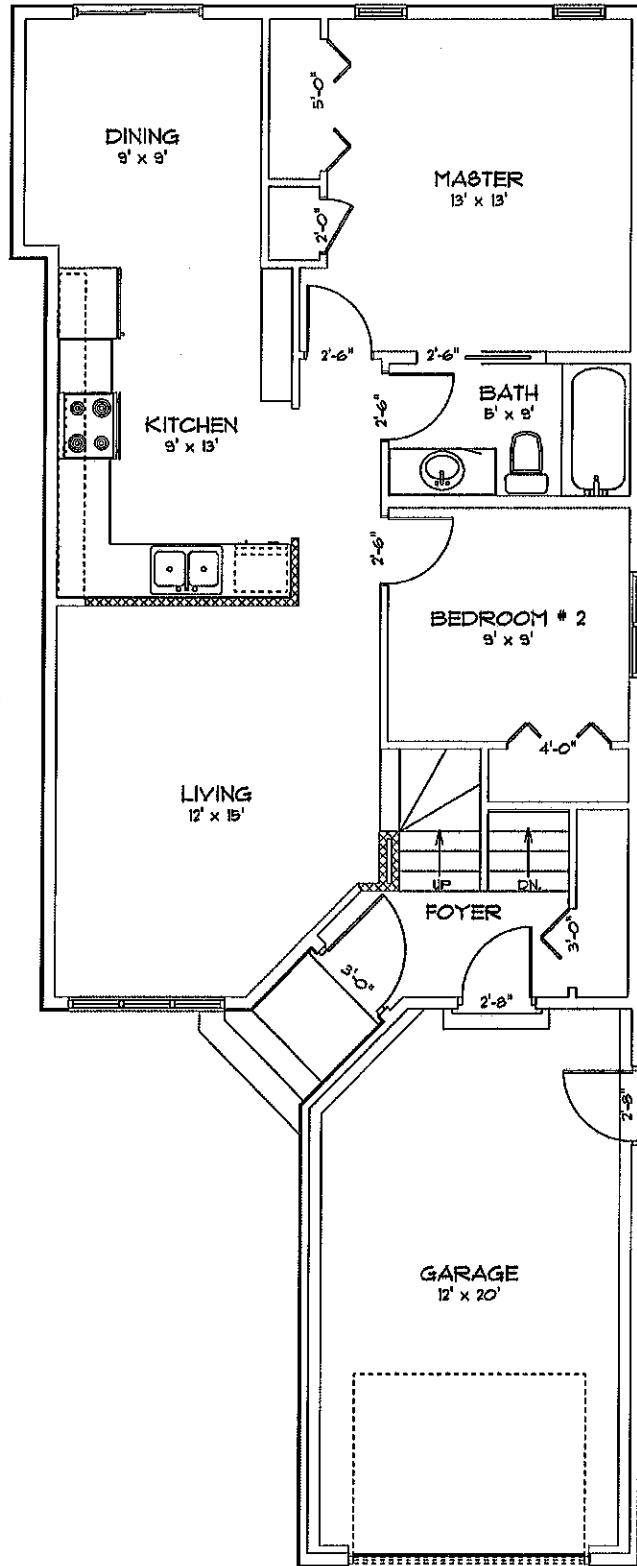 DINING
9' x 9'
5'-0"
MASTER
13' x 13'
2'-0"
2'-6"
2'-6"
BATH
5' x 9'
KITCHEN
9' x 13'
2'-6"
2'-6"
BEDROOM # 2
9' x 9'
4'-0"
LIVING
12' x 15'
UP
DN.
FOYER
3'-0"
3'-0"
2'-8"
2'-8"
GARAGE
12' x 20'